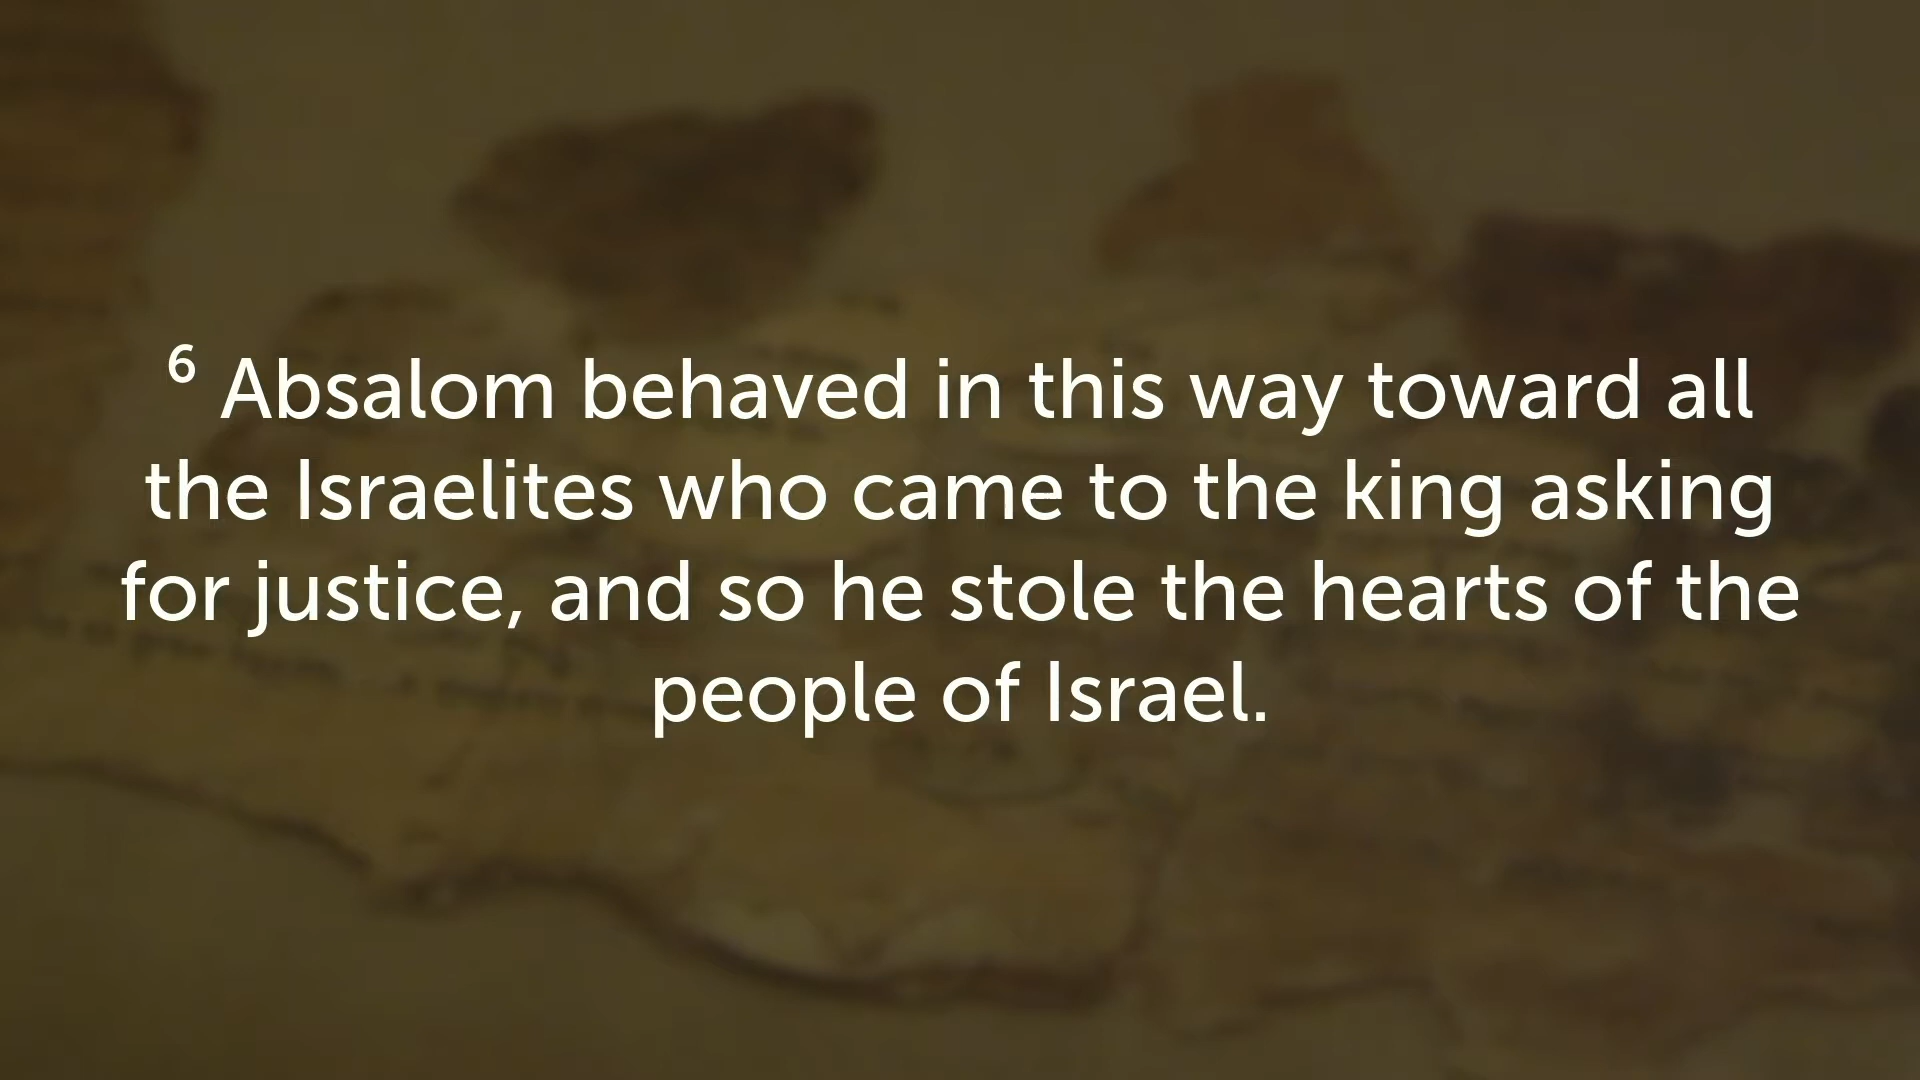 6 Absalom behaved in this way toward all
the Israelites who came to the king asking
for justice, and so he stole the hearts of the
people of Israel.